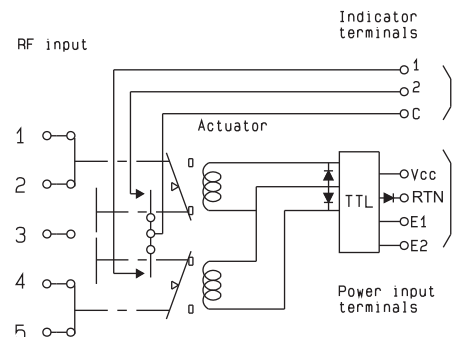 Indicator
terminals
RF input
1
2
C
Actuator
1
2
3
4
5
TTL
Vcc
RTN
E1
E2
Power input
terminals